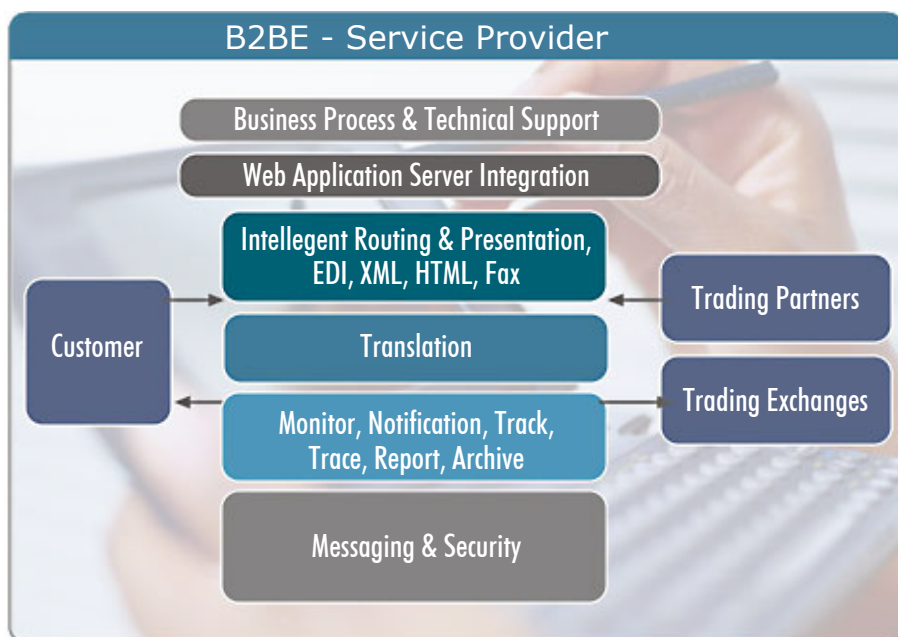 B2BE - Service Provider
Business Process & Technical Support
Web Application Server Integration
Intellegent Routing & Presentation,
EDI, XML, HTML, Fax
Customer
Translation
Trading Partners
Trading Exchanges
Monitor, Notification, Track,
Trace, Report, Archive
Messaging & Security